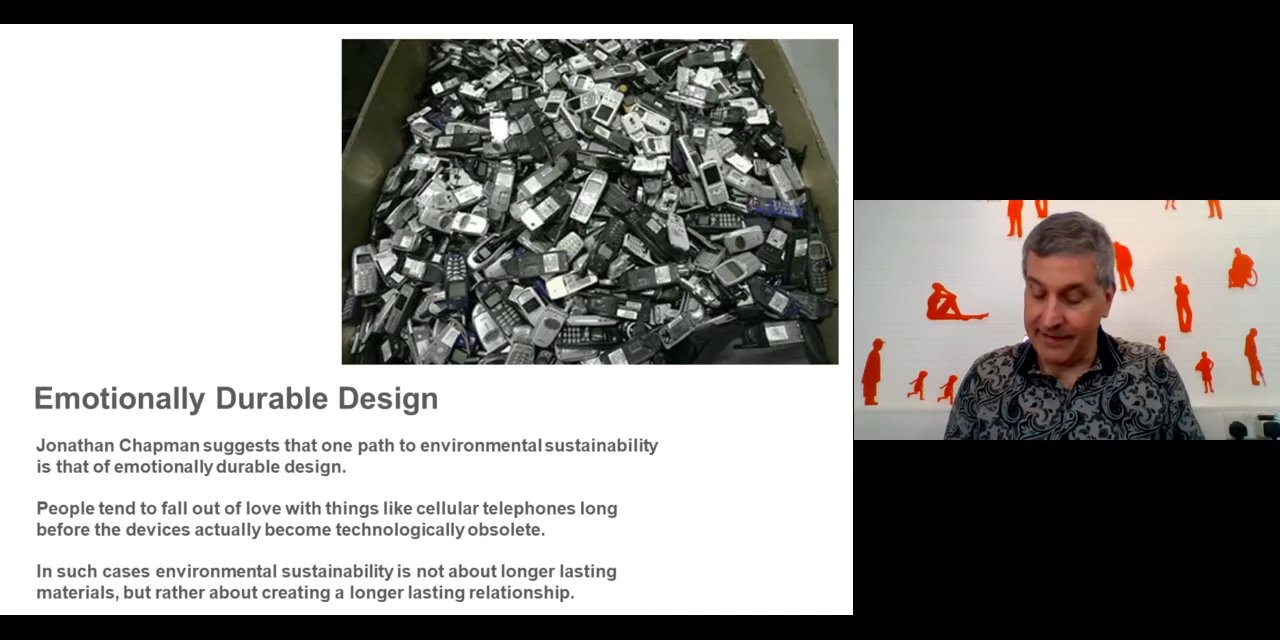 Emotionally Durable Design
Jonathan Chapman suggests that one path to environmental sustainability
is that of emotionally durable design.
People tend to fall out of love with things like cellular telephones long
before the devices actually become technologically obsolete.
In such cases environmental sustainability is not about longer lasting
materials, but rather about creating a longer lasting relationship.